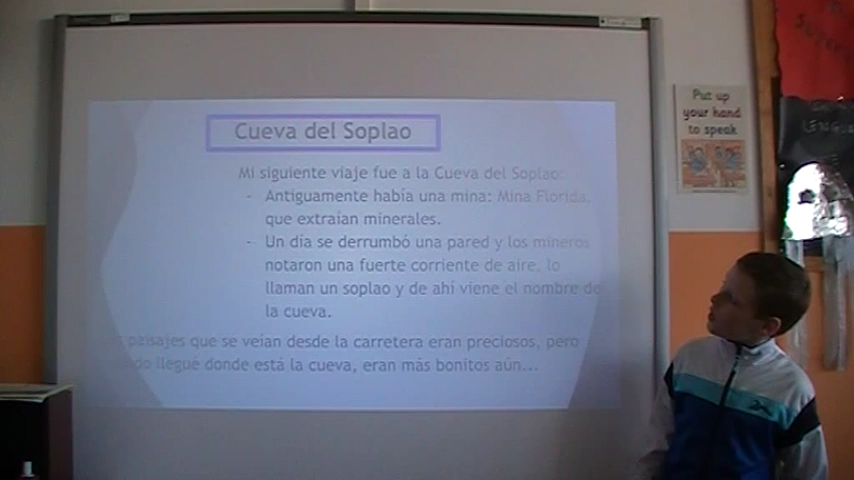 Cueva del Soplao
Mi siguiente viaje fue a la Cueva del Soplao:
- Antiguamente había una mina: Mina Florida,
que extraían minerales.
- Un día se derrumbó una pared y los mineros
notaron una fuerte corriente de aire, lo
llaman un soplao y de ahí viene el nombre de
la cueva.
paisajes que se veían desde la carretera eran preciosos, pero
llegué donde está la cueva, eran más bonitos aún...
Put up
your hand
to speak